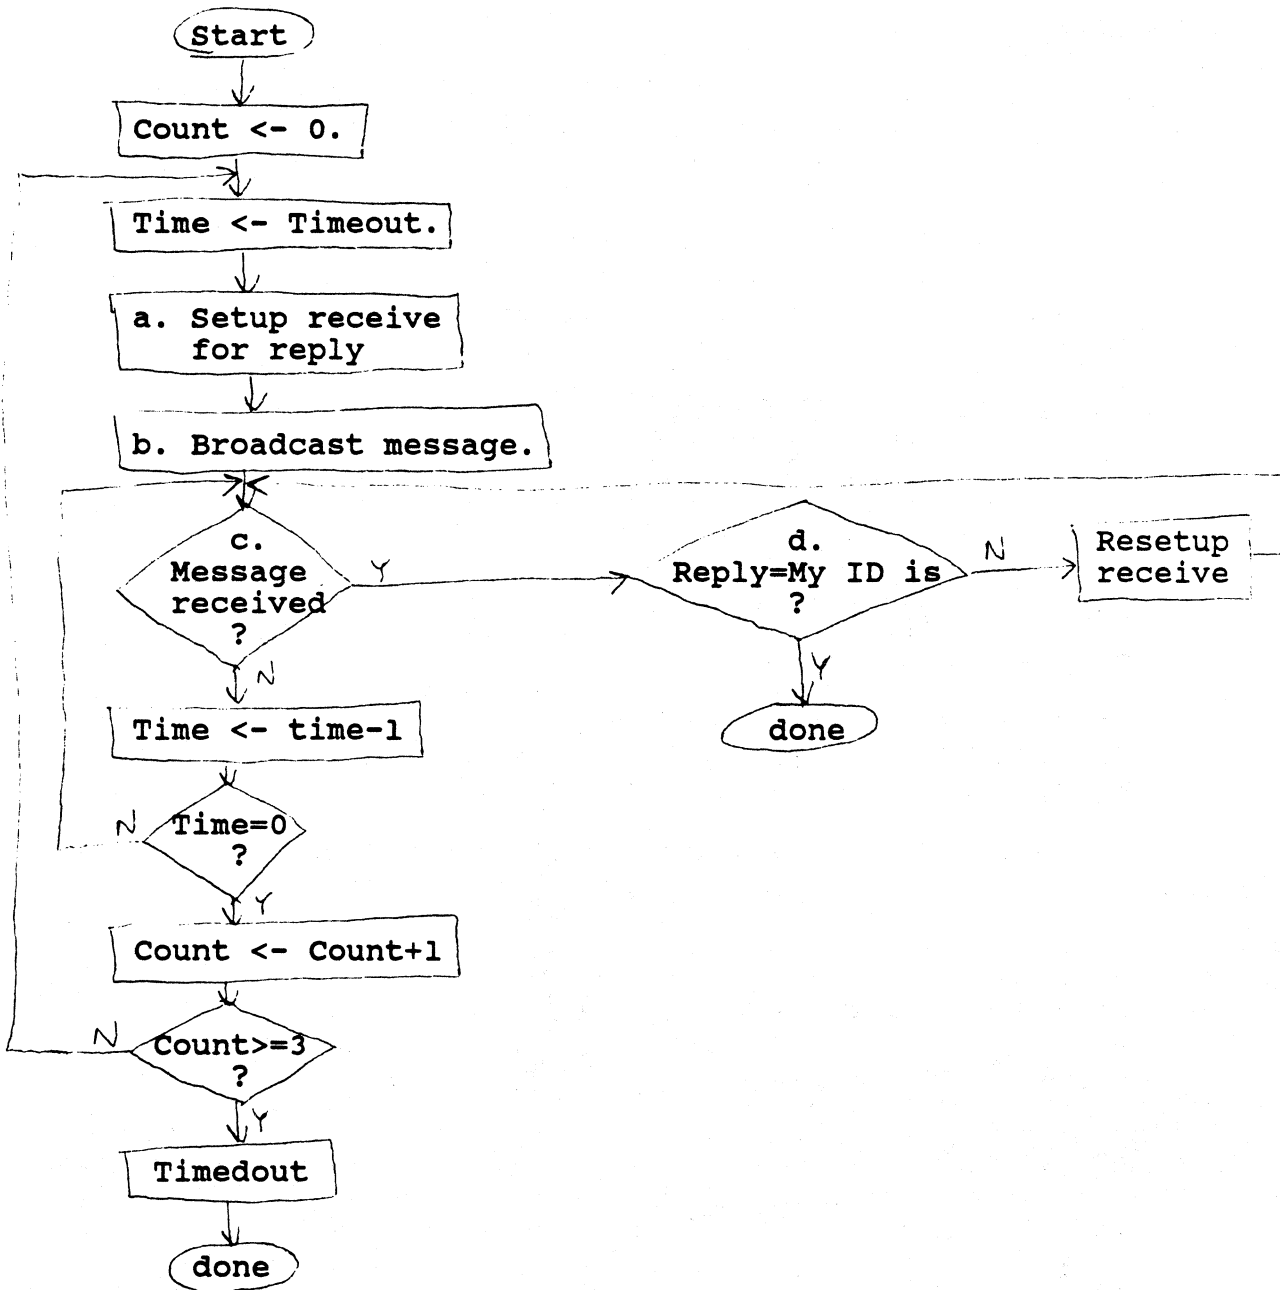 Start
Count <- 0.
Time <- Timeout.
a. Setup receive
for reply
b. Broadcast message.
c.
Message
received
?
Y
d.
Reply=My ID is
?
N
Resetup
receive
Y
done
N
Time <- time-1
Time=0
?
N
Y
Count <- Count+1
Count>=3
?
N
Y
Timedout
done